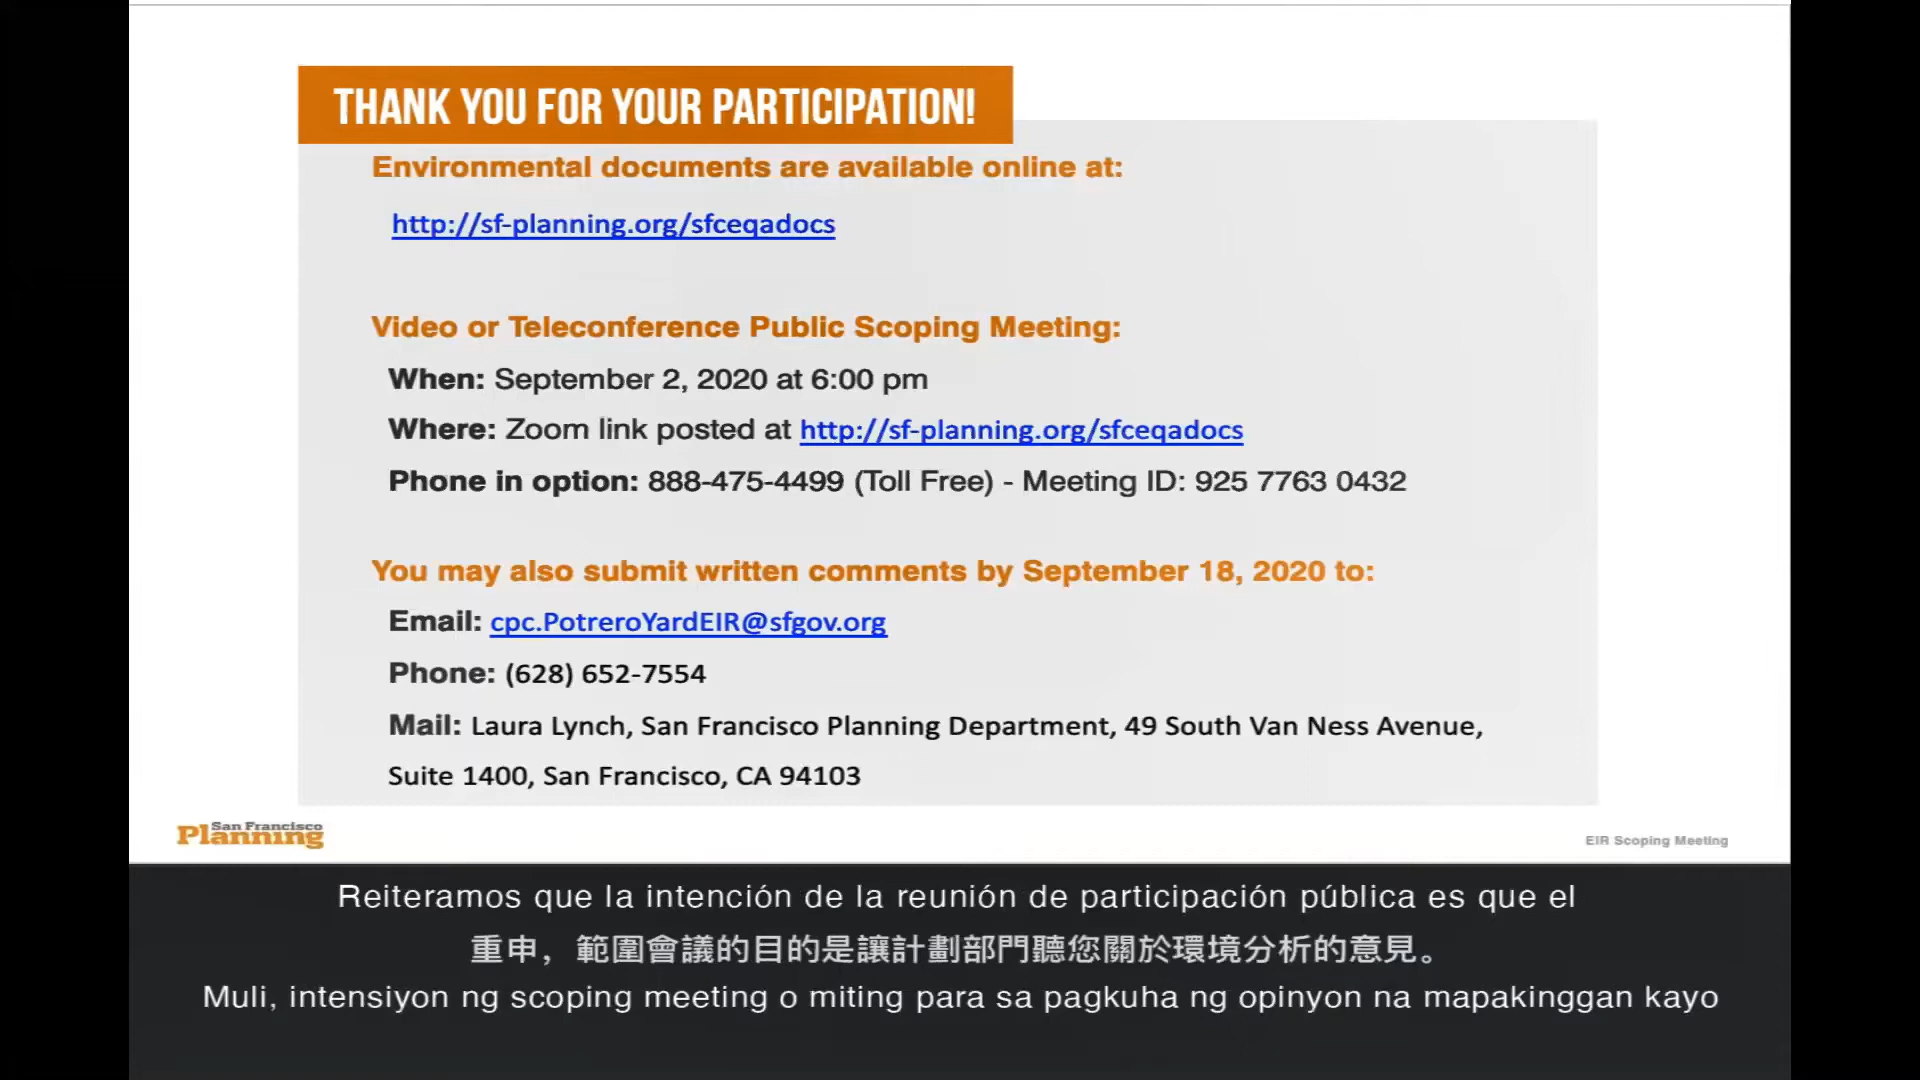 THANK YOU FOR YOUR PARTICIPATION!
Environmental documents are available online at:
http://sf-planning.org/sfceqadocs
Video or Teleconference Public Scoping Meeting:
When: September 2, 2020 at 6:00 pm
Where: Zoom link posted at http://sf-planning.org/sfceqadocs
Phone in option: 888-475-4499 (Toll Free) - Meeting ID: 925 7763 0432
You may also submit written comments by September 18, 2020 to:
Email: cpc.PotreroYardEIR@sfgov.org
Phone: (628) 652-7554
Mail: Laura Lynch, San Francisco Planning Department, 49 South Van Ness Avenue,
Suite 1400, San Francisco, CA 94103
San Francisco
Planning
EIR Scoping Meeting
Reiteramos que la intención de la reunión de participación pública es que el
重申，範圍會議的目的是讓計劃部門聽您關於環境分析的意見。
Muli, intensiyon ng scoping meeting o miting para sa pagkuha ng opinyon na mapakinggan kayo